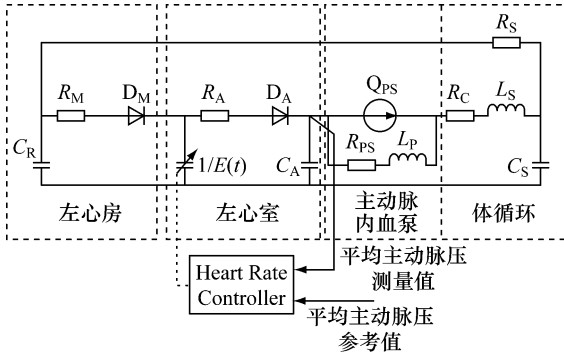 R_S
R_M
D_M
R_A
D_A
Q_PS
R_C
L_S
R_PS
L_P
C_R
1/E(t)
C_A
C_S
左心房
左心室
主动脉
内血泵
体循环
Heart Rate
Controller
平均主动脉压
测量值
平均主动脉压
参考值